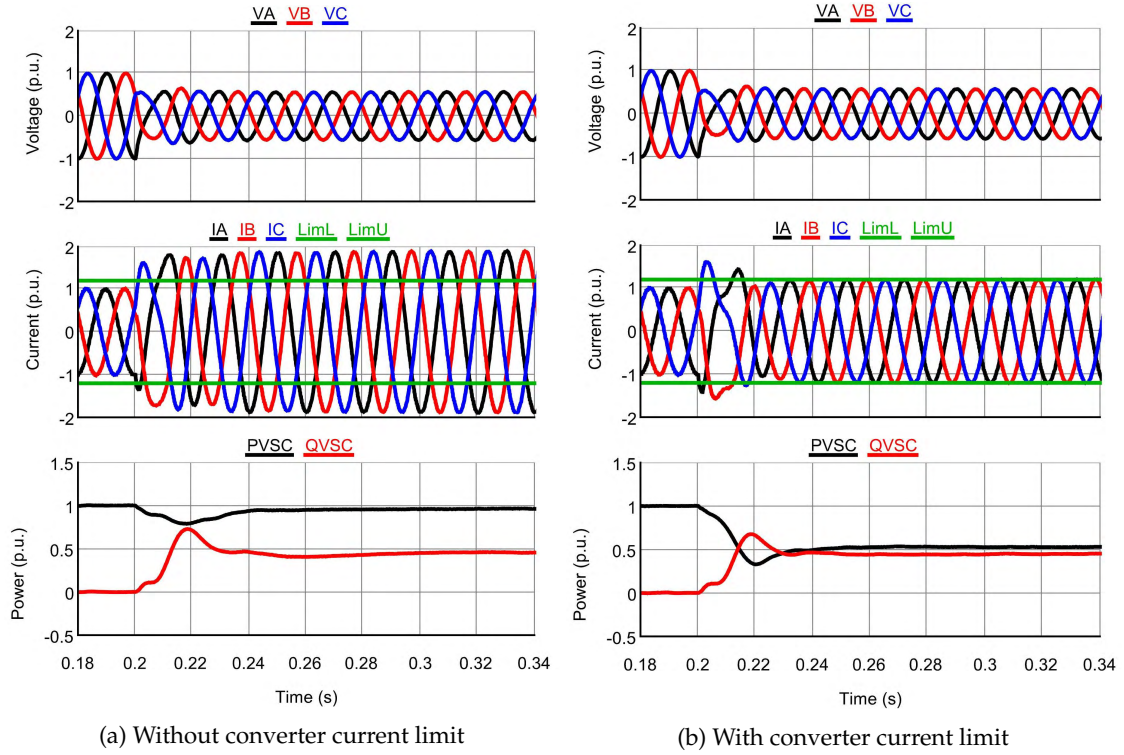 VA VB VC
Voltage (p.u.)
2
1
0
-1
-2
IA IB IC LimL LimU
Current (p.u.)
2
1
0
-1
-2
PVSC QVSC
Power (p.u.)
1.5
1
0.5
0
-0.5
0.18 0.2 0.22 0.24 0.26 0.28 0.3 0.32 0.34
Time (s)
(a) Without converter current limit
VA VB VC
Voltage (p.u.)
2
1
0
-1
-2
IA IB IC LimL LimU
Current (p.u.)
2
1
0
-1
-2
PVSC QVSC
Power (p.u.)
1.5
1
0.5
0
-0.5
0.18 0.2 0.22 0.24 0.26 0.28 0.3 0.32 0.34
Time (s)
(b) With converter current limit